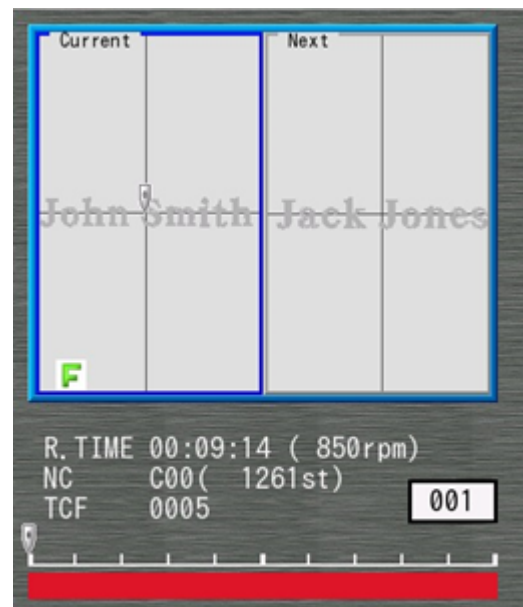 Current Next
John Smith Jack Jones
F
R.TIME 00:09:14 ( 850rpm)
NC C00( 1261st)
TCF 0005
001